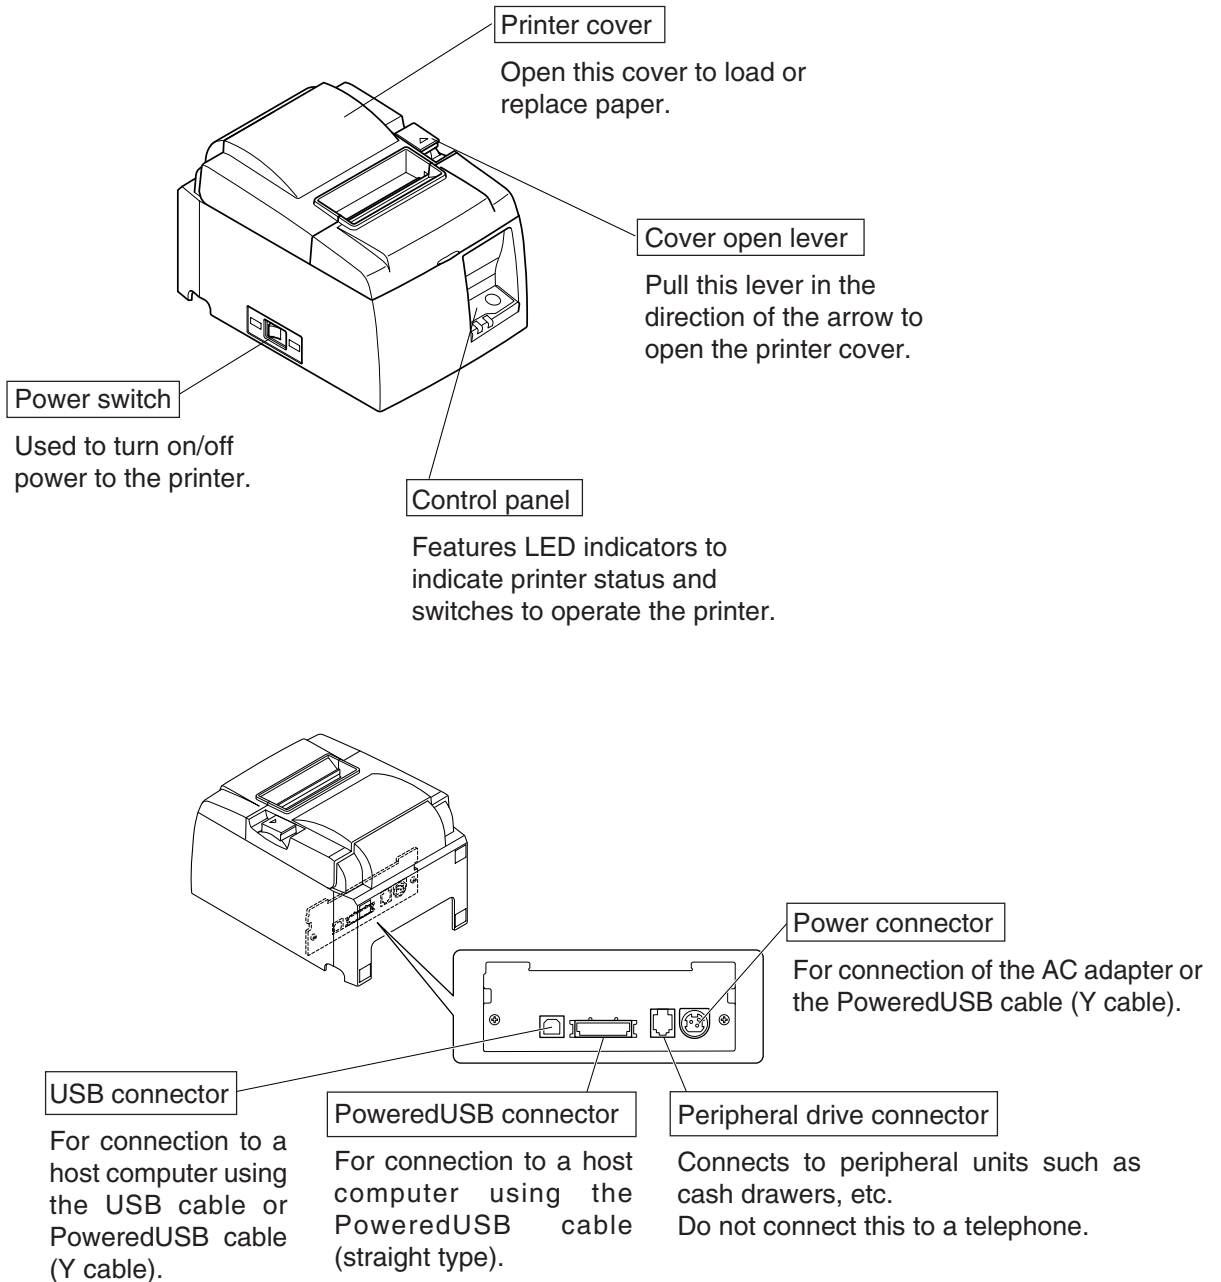 Printer cover
Open this cover to load or
replace paper.
Cover open lever
Pull this lever in the
direction of the arrow to
open the printer cover.
Power switch
Used to turn on/off
power to the printer.
Control panel
Features LED indicators to
indicate printer status and
switches to operate the printer.
Power connector
For connection of the AC adapter or
the PoweredUSB cable (Y cable).
USB connector
For connection to a
host computer using
the USB cable or
PoweredUSB cable
(Y cable).
PoweredUSB connector
For connection to a host
computer using the
PoweredUSB cable
(straight type).
Peripheral drive connector
Connects to peripheral units such as
cash drawers, etc.
Do not connect this to a telephone.